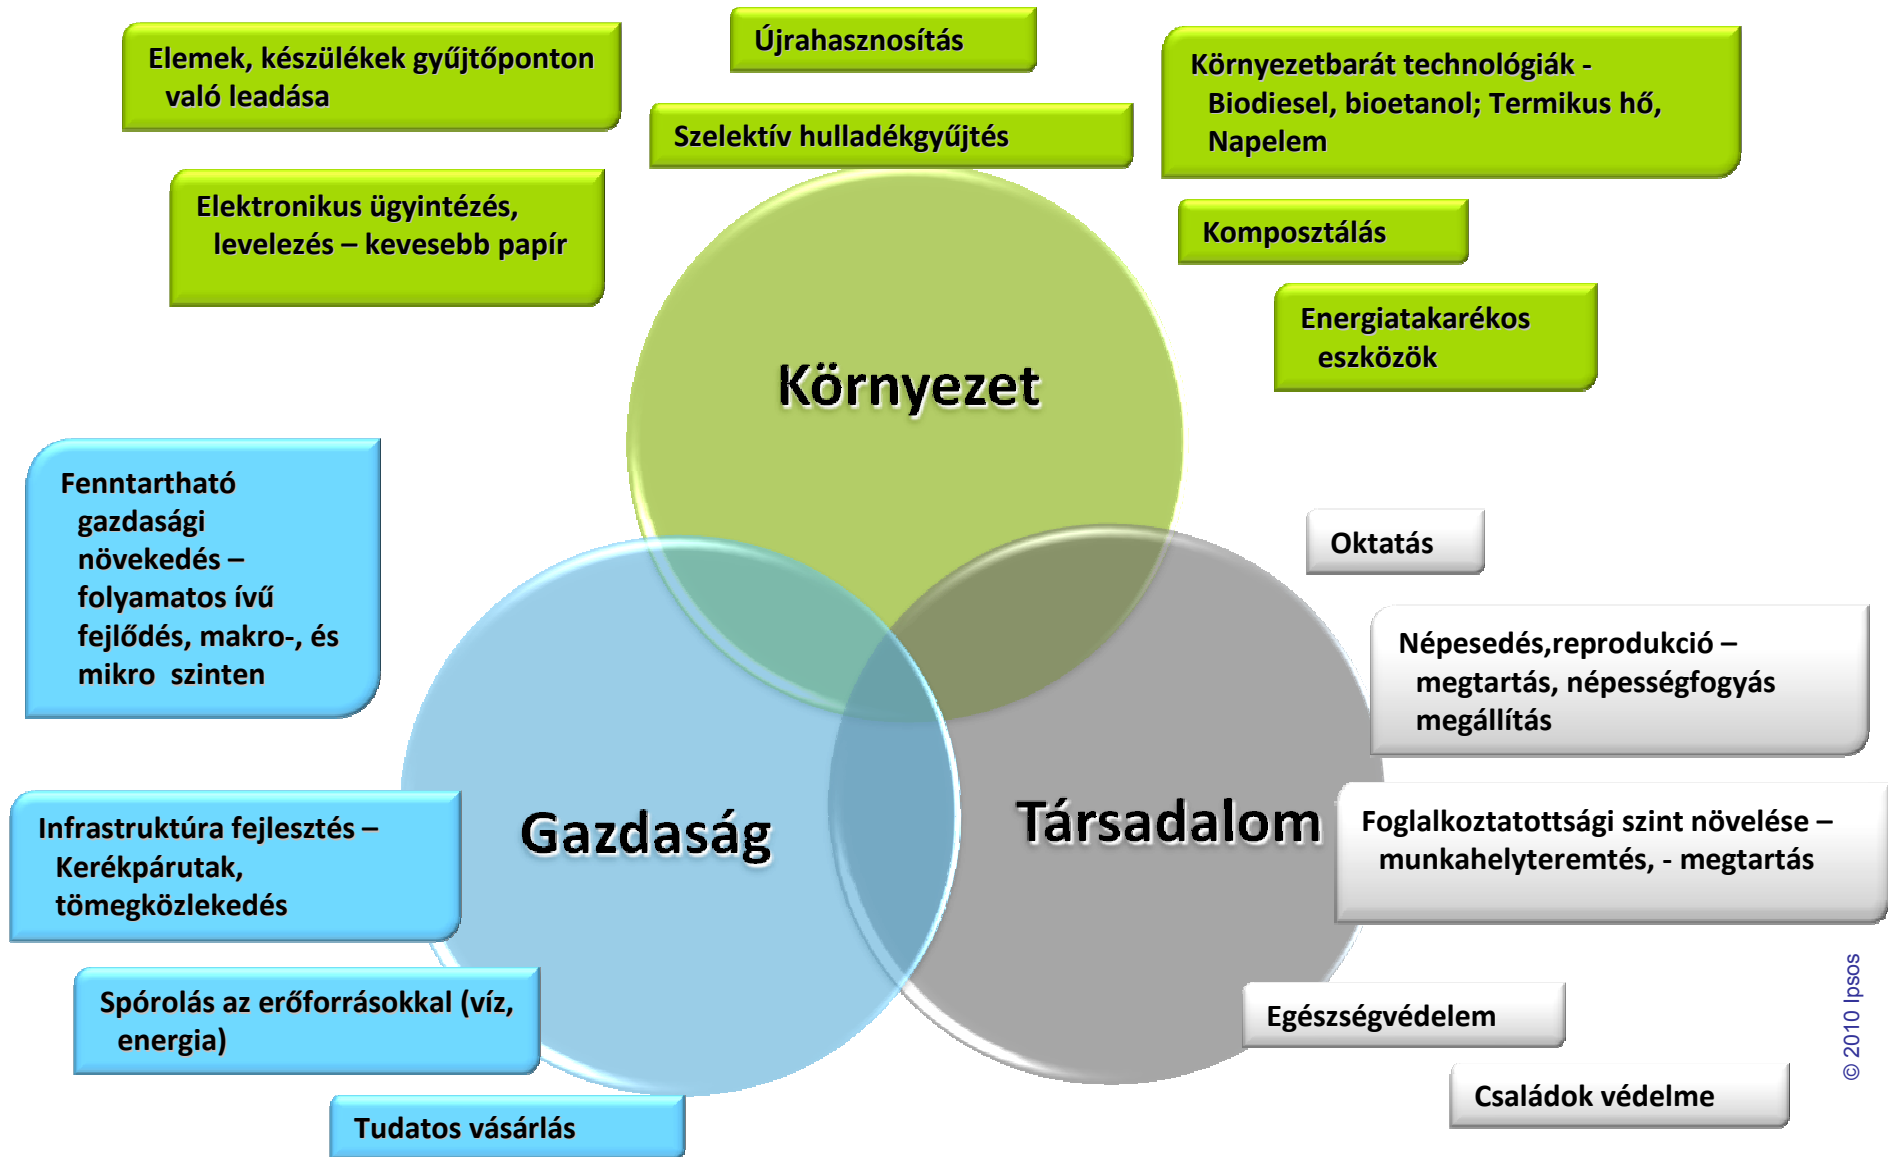 Elemek, készülékek gyűjtőponton
való leadása
Újrahasznosítás
Környezetbarát technológiák -
Biodiesel, bioetanol; Termikus hő,
Napelem
Szelektív hulladékgyűjtés
Elektronikus ügyintézés,
levelezés – kevesebb papír
Komposztálás
Energiatakarékos
eszközök
Környezet
Fenntartható
gazdasági
növekedés –
folyamatos ívű
fejlődés, makro-, és
mikro szinten
Oktatás
Népesedés,reprodukció –
megtartás, népességfogyás
megállítás
Infrastruktúra fejlesztés –
Kerékpárutak,
tömegközlekedés
Gazdaság
Társadalom
Foglalkoztatottsági szint növelése –
munkahelyteremtés, - megtartás
Spórolás az erőforrásokkal (víz,
energia)
Egészségvédelem
Családok védelme
Tudatos vásárlás
© 2010 Ipsos